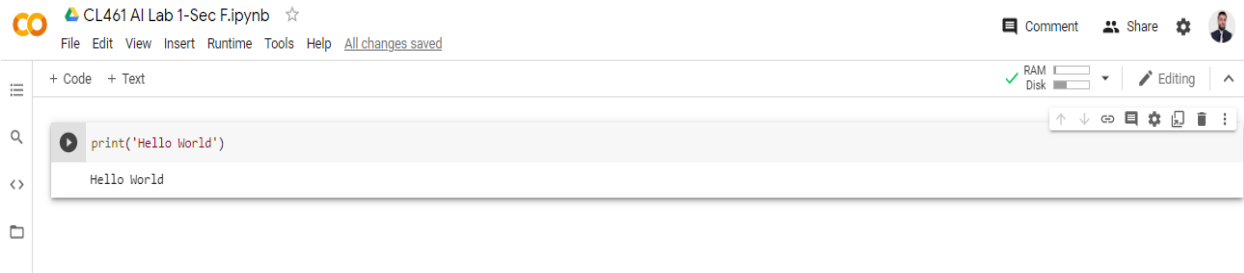 CL461 AI Lab 1-Sec F.ipynb
File Edit View Insert Runtime Tools Help All changes saved
Comment Share
+ Code + Text
RAM
Disk
Editing
print('Hello World')
Hello World